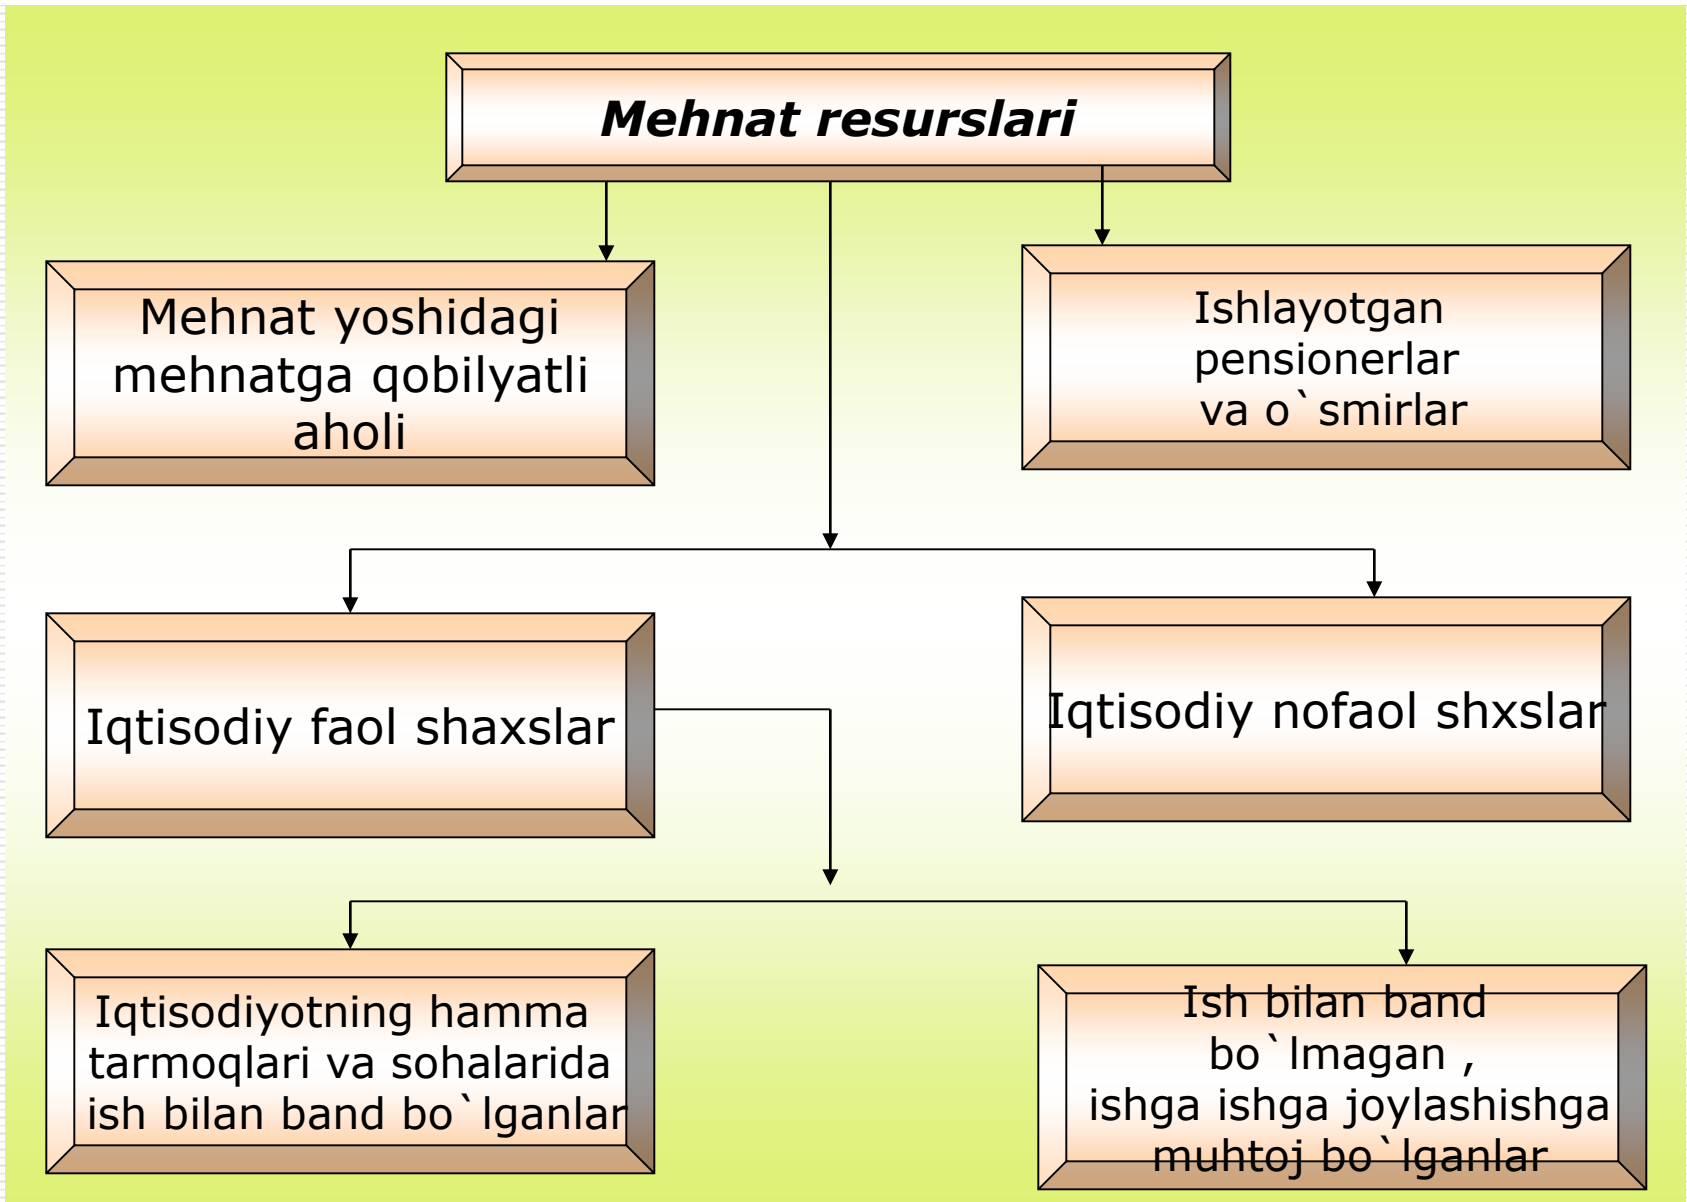 Mehnat resurslari
Mehnat yoshidagi
mehnatga qobilyatli
aholi
Ishlayotgan
pensionerlar
va o`smirlar
Iqtisodiy faol shaxslar
Iqtisodiy nofaol shxslar
Iqtisodiyotning hamma
tarmoqlari va sohalarida
ish bilan band bo`lganlar
Ish bilan band
bo`lmagan ,
ishga ishga joylashishga
muhtoj bo`lganlar